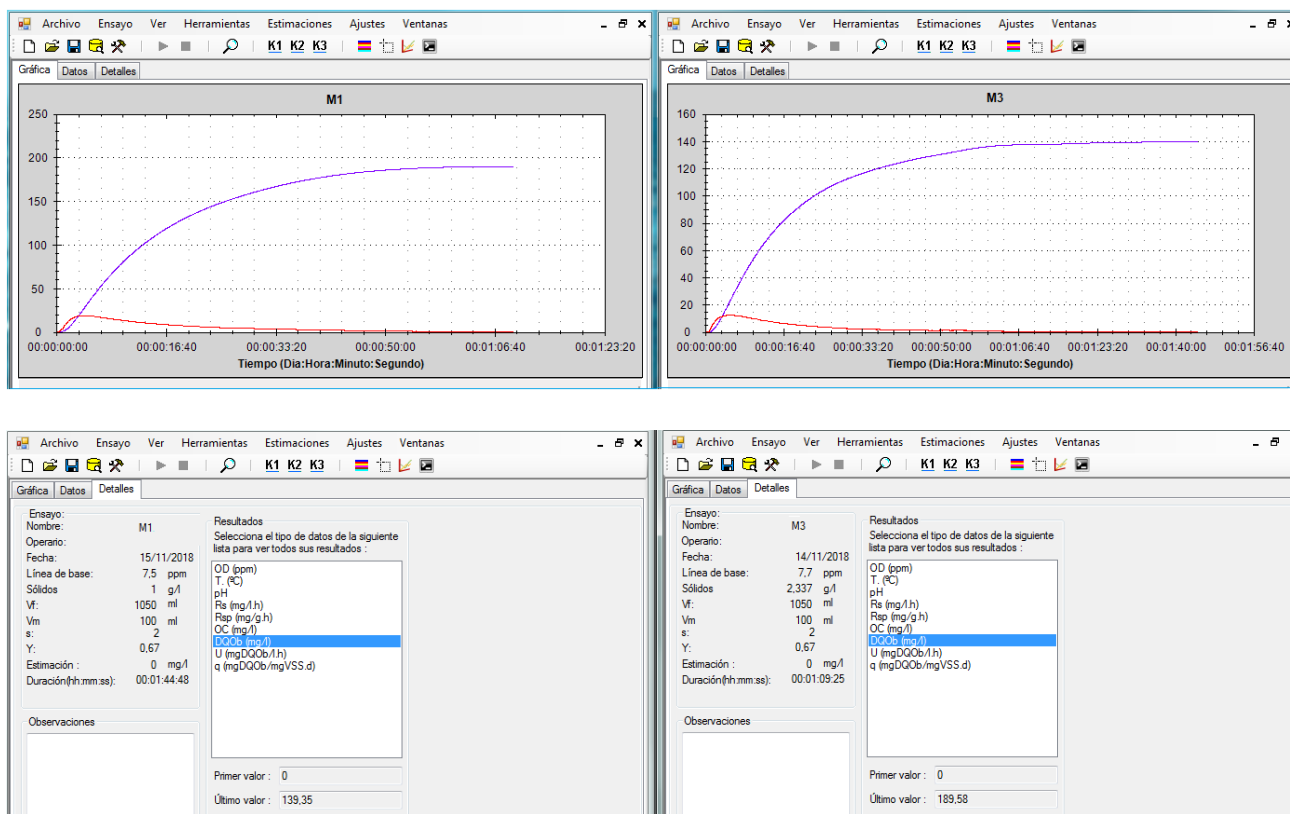 Archivo Ensayo Ver Herramientas Estimaciones Ajustes Ventanas
K1 K2 K3
Gráfica Datos Detalles
M1
250
200
150
100
50
0
00:00:00:00 00:00:16:40 00:00:33:20 00:00:50:00 00:01:06:40 00:01:23:20
Tiempo (Dia:Hora:Minuto:Segundo)
Archivo Ensayo Ver Herramientas Estimaciones Ajustes Ventanas
K1 K2 K3
Gráfica Datos Detalles
M3
160
140
120
100
80
60
40
20
0
00:00:00:00 00:00:16:40 00:00:33:20 00:00:50:00 00:01:06:40 00:01:23:20 00:01:40:00 00:01:56:40
Tiempo (Dia:Hora:Minuto:Segundo)
Archivo Ensayo Ver Herramientas Estimaciones Ajustes Ventanas
K1 K2 K3
Gráfica Datos Detalles
Ensayo:
Nombre: M1
Operario:
Fecha: 15/11/2018
Línea de base: 7,5 ppm
Sólidos 1 g/l
Vf: 1050 ml
Vm 100 ml
s: 2
Y: 0,67
Estimación : 0 mg/l
Duración(hh:mm:ss): 00:01:44:48
Observaciones
Resultados
Selecciona el tipo de datos de la siguiente
lista para ver todos sus resultados :
OD (ppm)
T. (ºC)
pH
Rs (mg/l.h)
Rsp (mg/g.h)
OC (mg/l)
DQOb (mg/l)
U (mgDQOb/l.h)
q (mgDQOb/mgVSS.d)
Primer valor : 0
Último valor : 139,35
Archivo Ensayo Ver Herramientas Estimaciones Ajustes Ventanas
K1 K2 K3
Gráfica Datos Detalles
Ensayo:
Nombre: M3
Operario:
Fecha: 14/11/2018
Línea de base: 7,7 ppm
Sólidos 2,337 g/l
Vf: 1050 ml
Vm 100 ml
s: 2
Y: 0,67
Estimación : 0 mg/l
Duración(hh:mm:ss): 00:01:09:25
Observaciones
Resultados
Selecciona el tipo de datos de la siguiente
lista para ver todos sus resultados :
OD (ppm)
T. (ºC)
pH
Rs (mg/l.h)
Rsp (mg/g.h)
OC (mg/l)
DQOb (mg/l)
U (mgDQOb/l.h)
q (mgDQOb/mgVSS.d)
Primer valor : 0
Último valor : 189,58